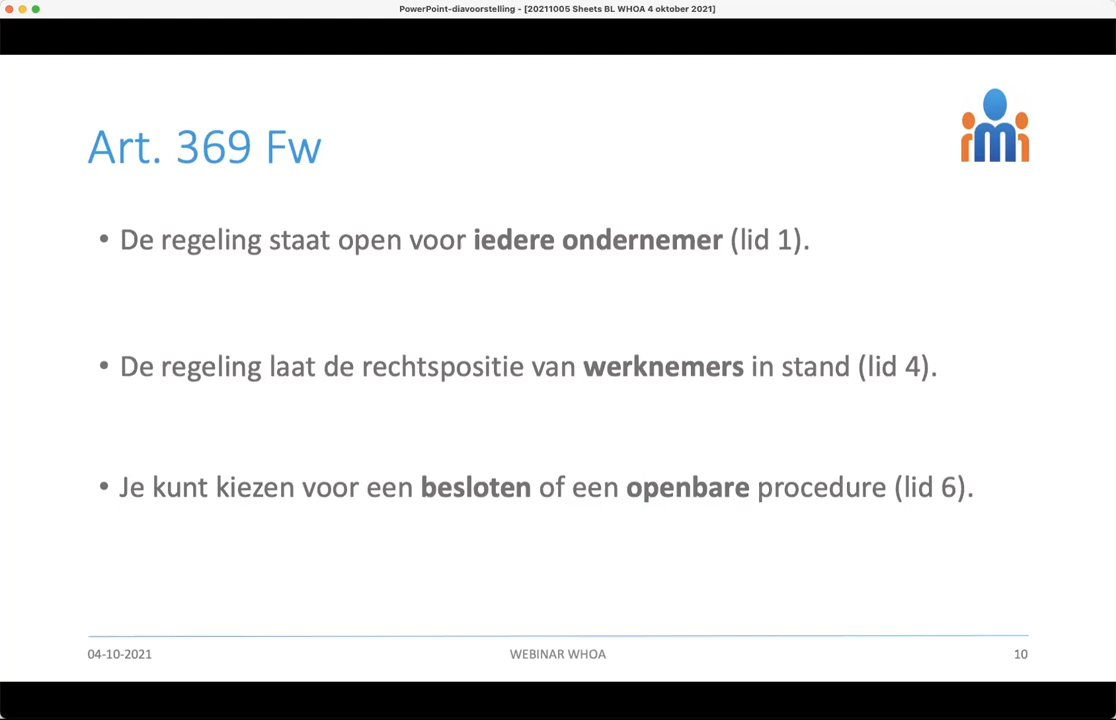 PowerPoint-diavoorstelling - [20211005 Sheets BL WHOA 4 oktober 2021]
Art. 369 Fw
• De regeling staat open voor iedere ondernemer (lid 1).
• De regeling laat de rechtspositie van werknemers in stand (lid 4).
• Je kunt kiezen voor een besloten of een openbare procedure (lid 6).
04-10-2021 WEBINAR WHOA 10